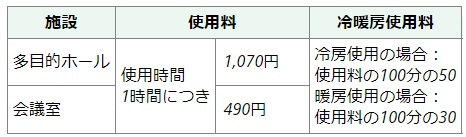 施設 使用料 冷暖房使用料
多目的ホール 使用時間
1時間につき 1,070円 冷房使用の場合：
使用料の100分の50
暖房使用の場合：
使用料の100分の30
会議室 490円